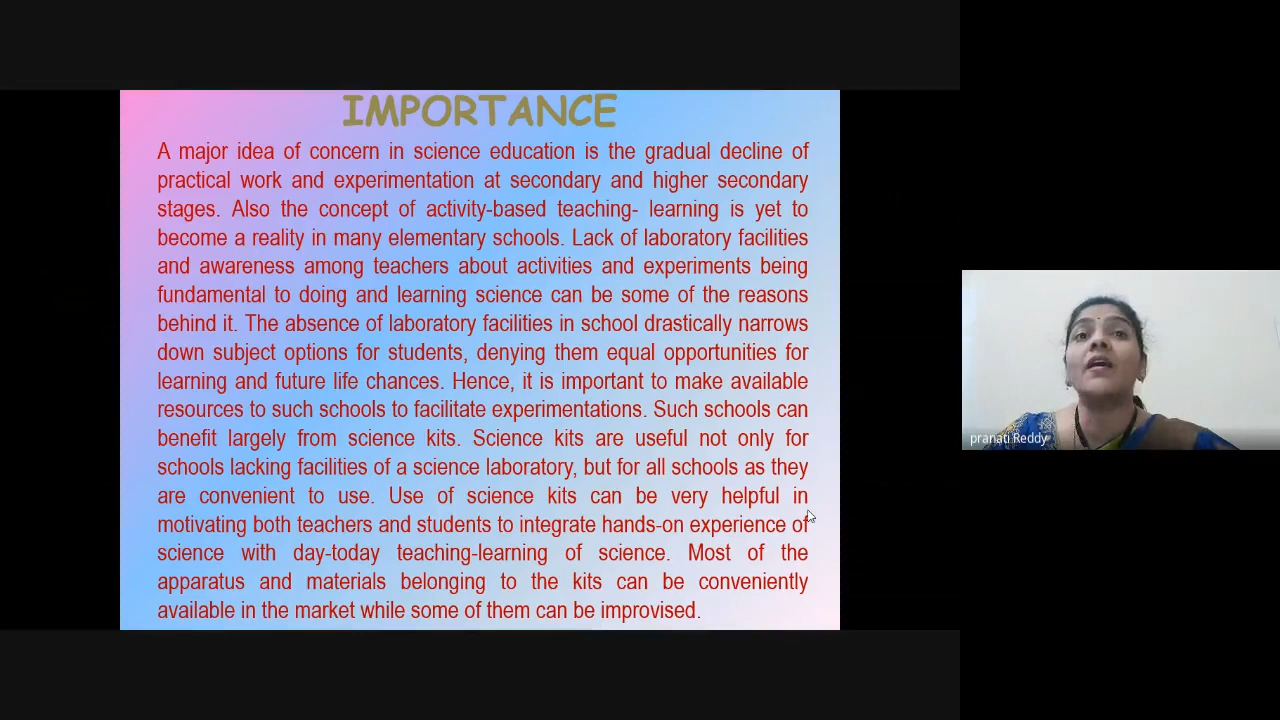 IMPORTANCE
A major idea of concern in science education is the gradual decline of
practical work and experimentation at secondary and higher secondary
stages. Also the concept of activity-based teaching- learning is yet to
become a reality in many elementary schools. Lack of laboratory facilities
and awareness among teachers about activities and experiments being
fundamental to doing and learning science can be some of the reasons
behind it. The absence of laboratory facilities in school drastically narrows
down subject options for students, denying them equal opportunities for
learning and future life chances. Hence, it is important to make available
resources to such schools to facilitate experimentations. Such schools can
benefit largely from science kits. Science kits are useful not only for
schools lacking facilities of a science laboratory, but for all schools as they
are convenient to use. Use of science kits can be very helpful in
motivating both teachers and students to integrate hands-on experience of
science with day-today teaching-learning of science. Most of the
apparatus and materials belonging to the kits can be conveniently
available in the market while some of them can be improvised.
pranati Reddy